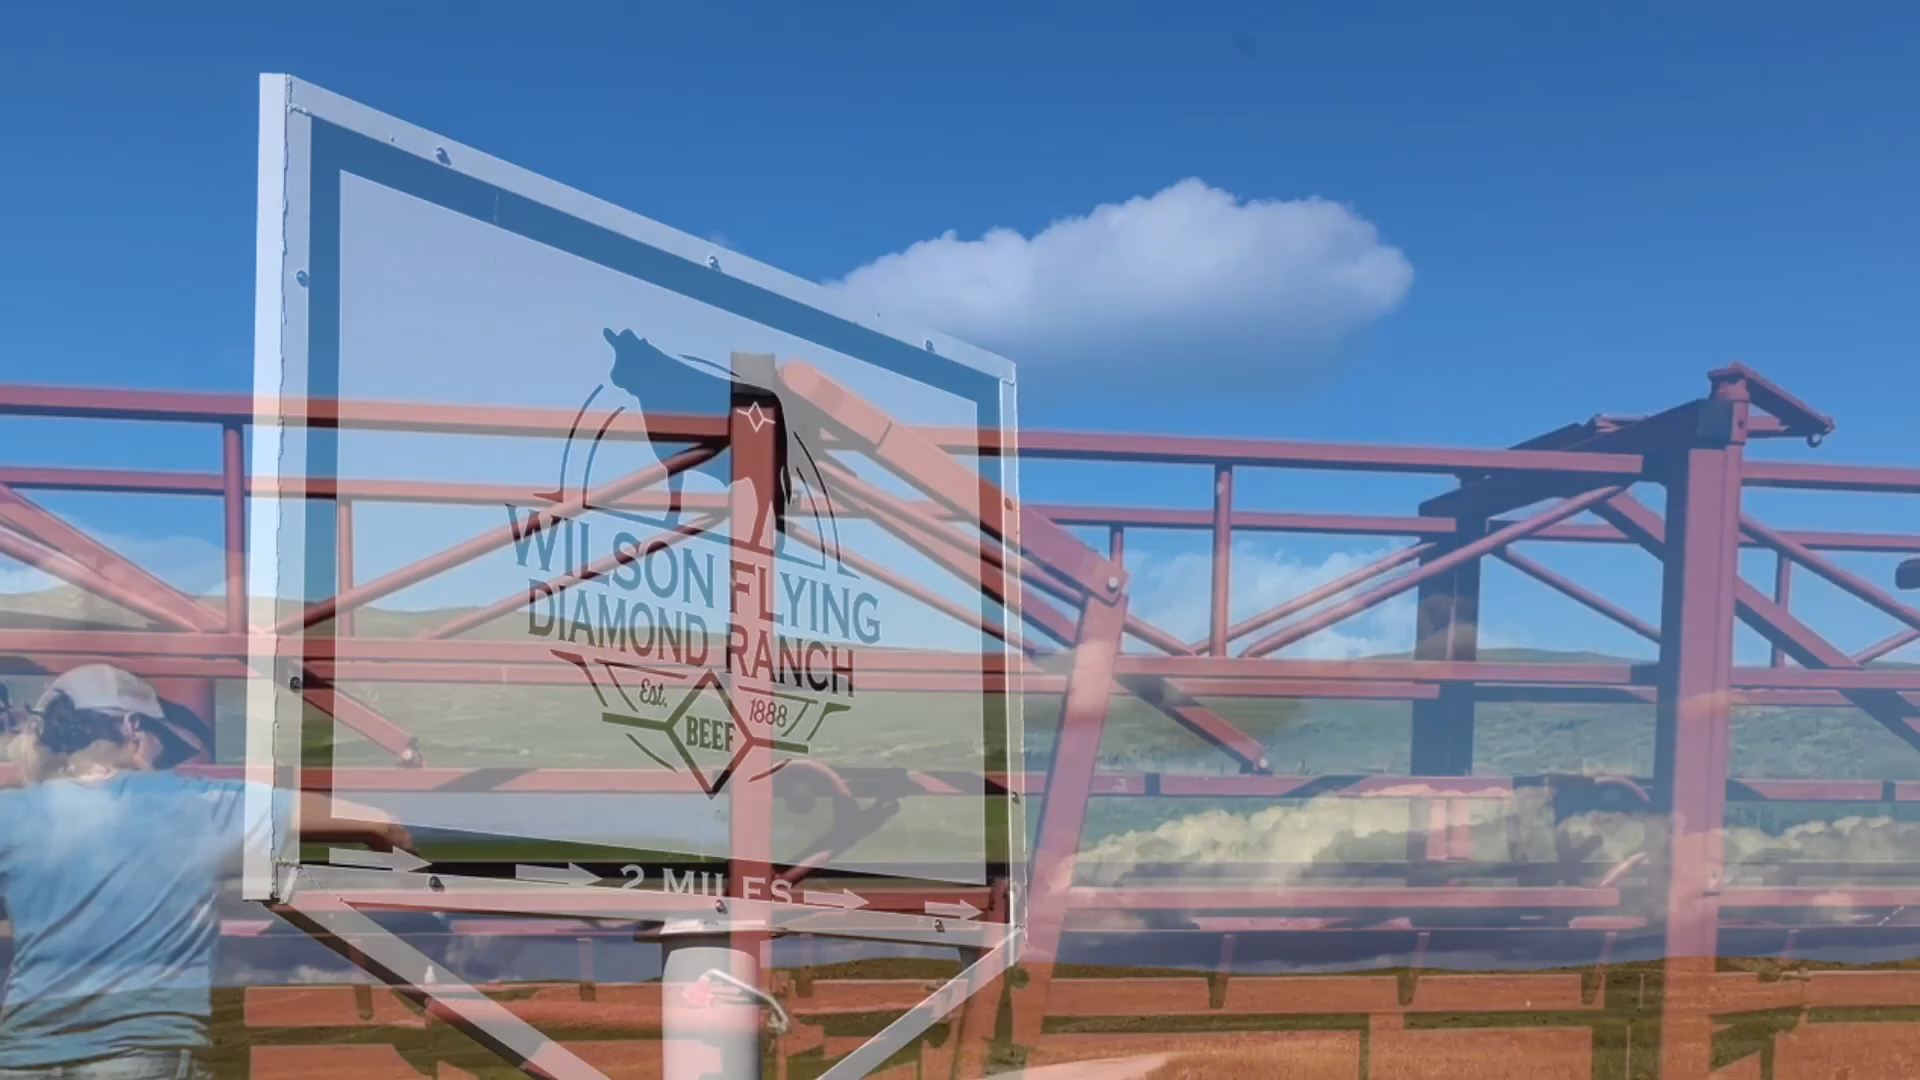 WILSON FLYING
DIAMOND RANCH
Est. 1888
BEEF
2 MILES